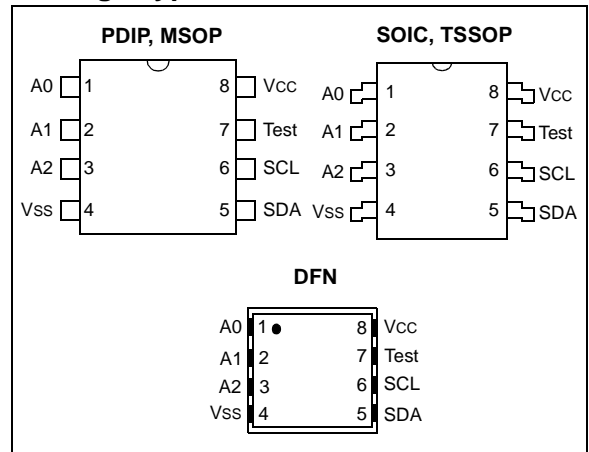 PDIP, MSOP
A0 1 8 Vcc
A1 2 7 Test
A2 3 6 SCL
Vss 4 5 SDA
SOIC, TSSOP
A0 1 8 Vcc
A1 2 7 Test
A2 3 6 SCL
Vss 4 5 SDA
DFN
A0 1 8 Vcc
A1 2 7 Test
A2 3 6 SCL
Vss 4 5 SDA